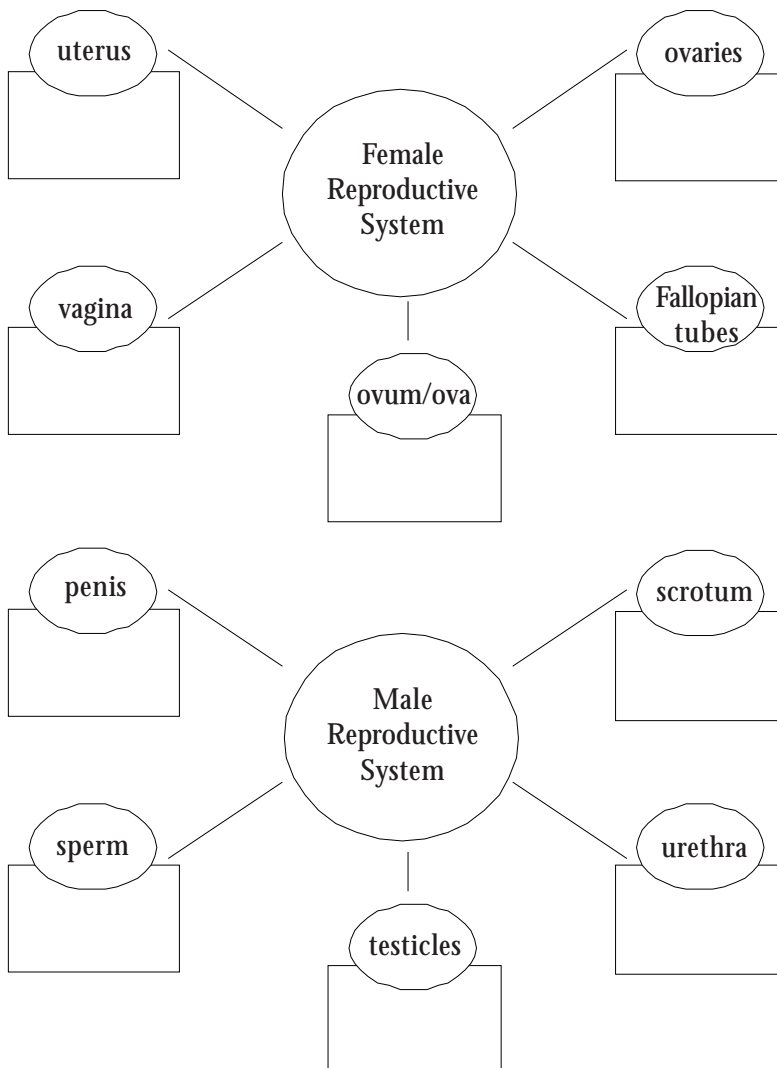 uterus
ovaries
Female
Reproductive
System
vagina
Fallopian
tubes
ovum/ova
penis
scrotum
Male
Reproductive
System
sperm
urethra
testicles